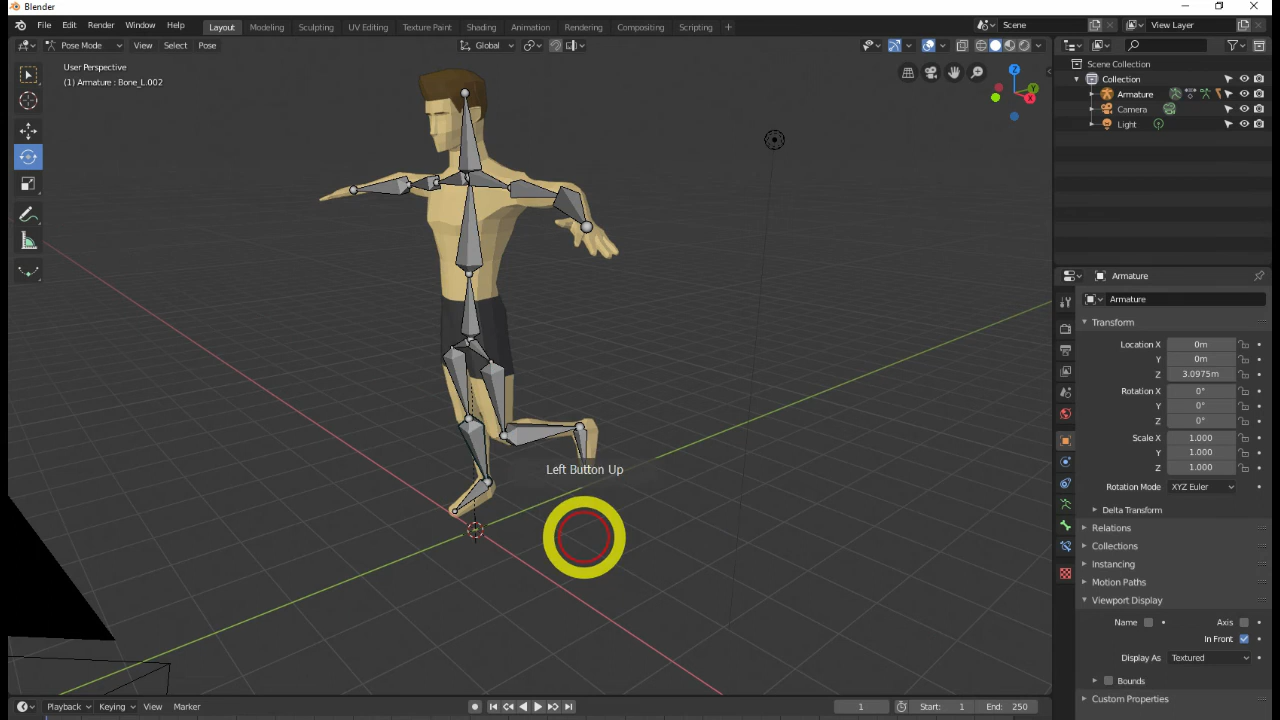 Blender
File Edit Render Window Help
Layout Modeling Sculpting UV Editing Texture Paint Shading Animation Rendering Compositing Scripting +
Scene
View Layer
Pose Mode View Select Pose
Global
User Perspective
(1) Armature : Bone_L.002
Z
Y
X
Left Button Up
Scene Collection
Collection
Armature
Camera
Light
Armature
Armature
Transform
Location X 0m
Y 0m
Z 3.0975m
Rotation X 0°
Y 0°
Z 0°
Scale X 1.000
Y 1.000
Z 1.000
Rotation Mode XYZ Euler
Delta Transform
Relations
Collections
Instancing
Motion Paths
Viewport Display
Name Axis
In Front
Display As Textured
Bounds
Custom Properties
Playback Keying View Marker
1 Start: 1 End: 250